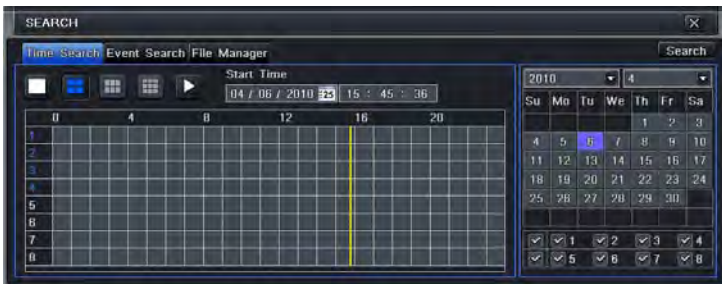 SEARCH
Time Search Event Search File Manager
Search
Start Time
04 / 06 / 2010 15 : 45 : 36
0 4 8 12 16 20
1
2
3
4
5
6
7
8
2010 4
Su Mo Tu We Th Fr Sa
1 2 3
4 5 6 7 8 9 10
11 12 13 14 15 16 17
18 19 20 21 22 23 24
25 26 27 28 29 30
1 2 3 4
5 6 7 8